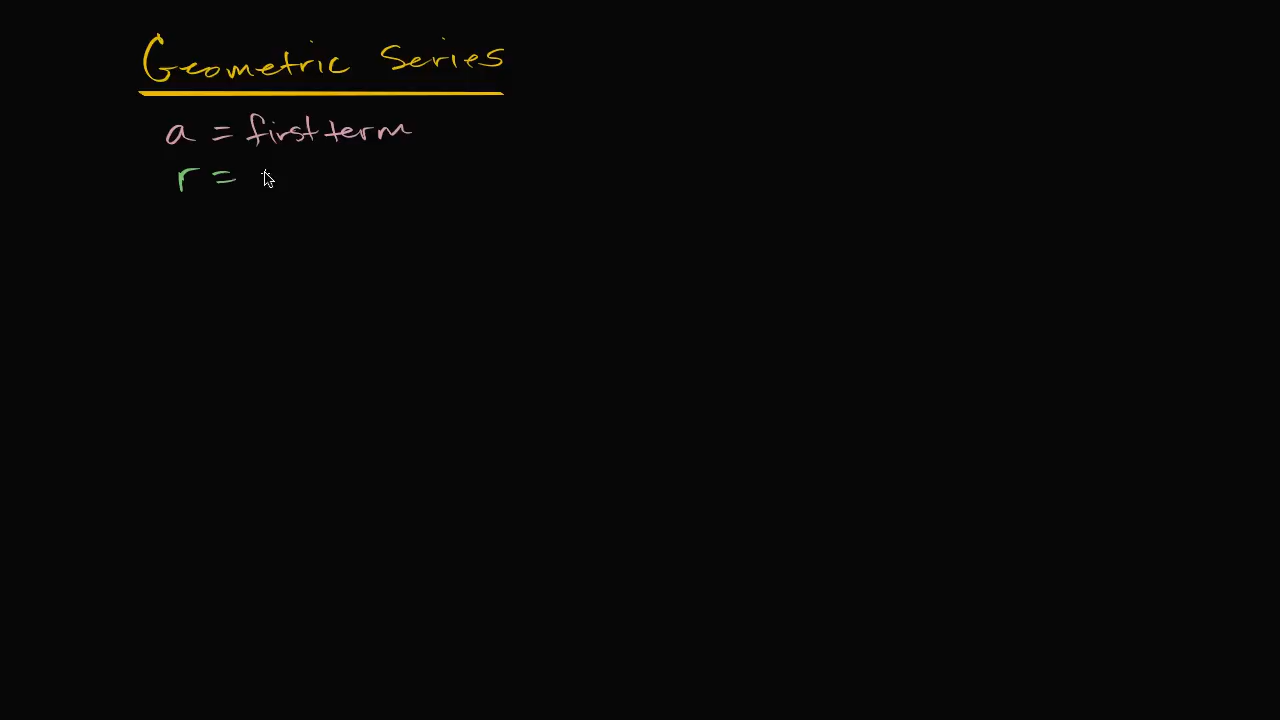 Geometric Series
a = first term
r =